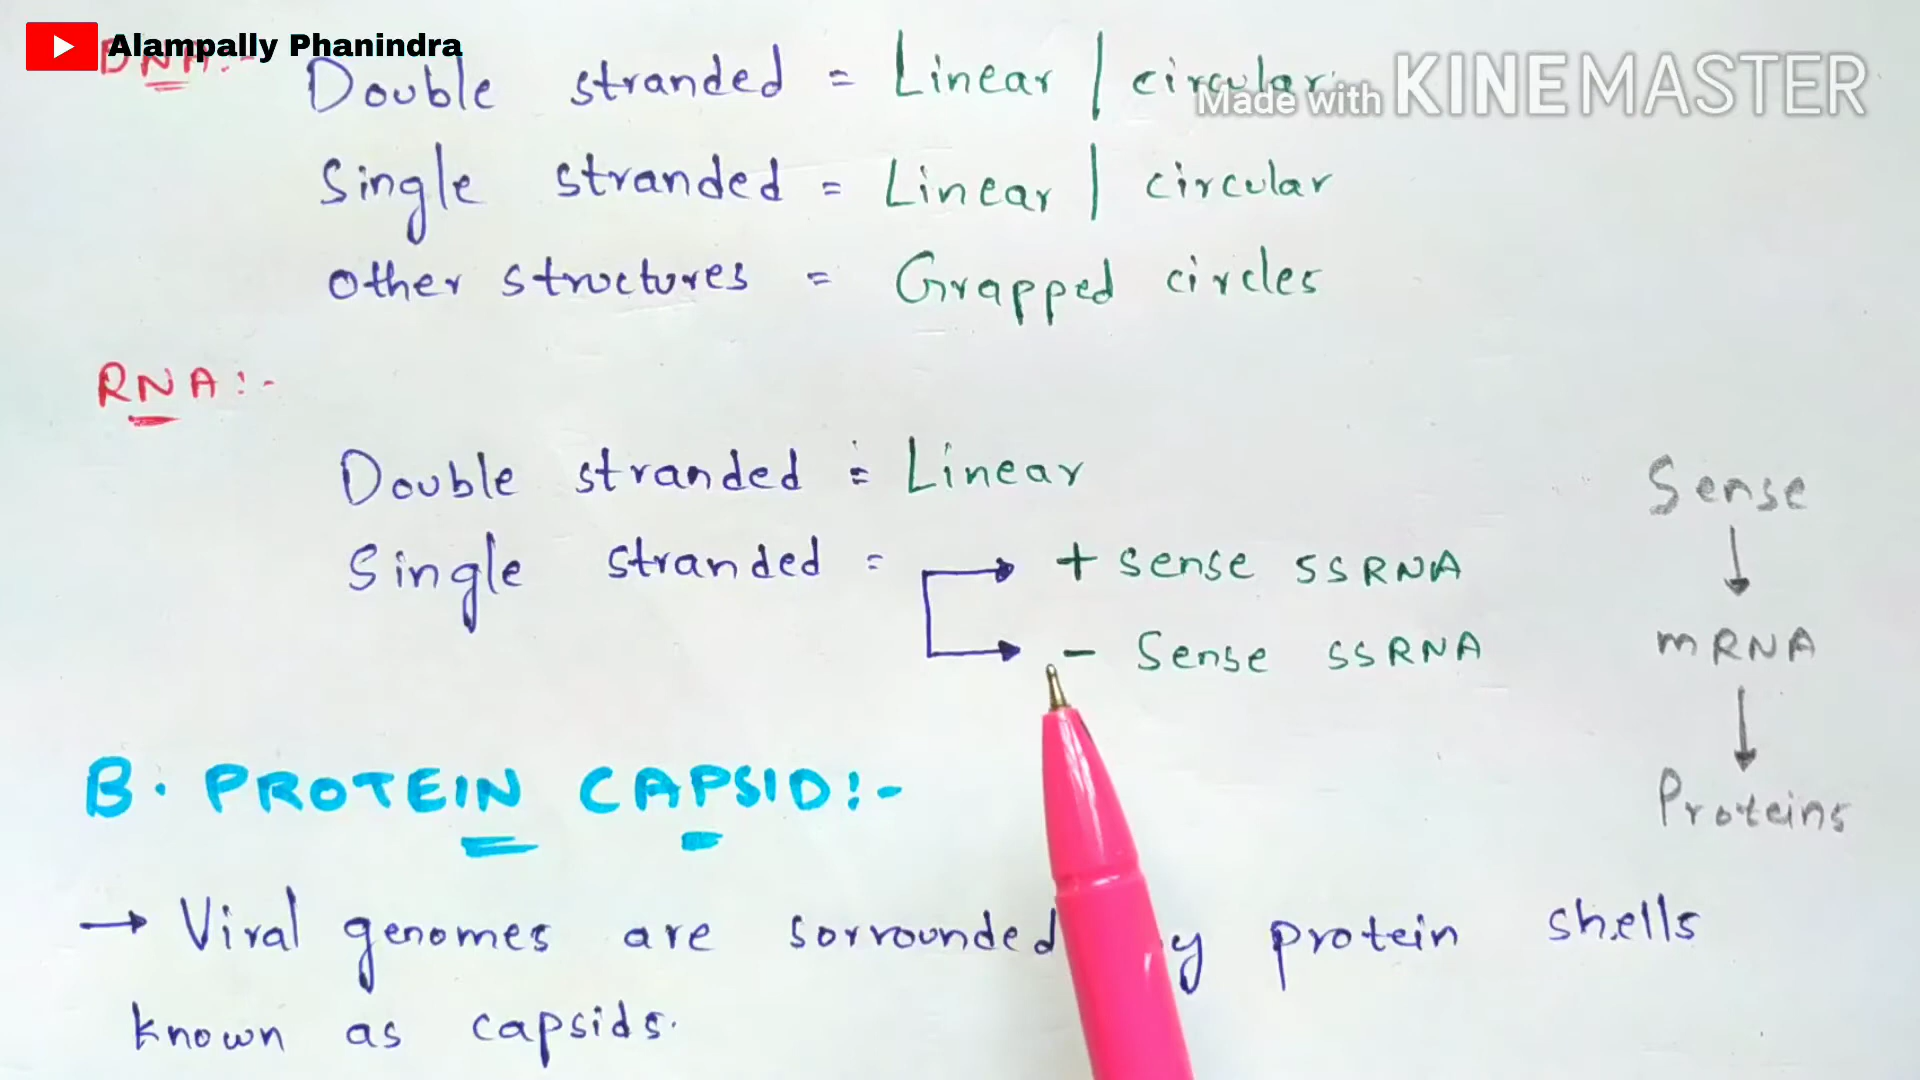 Alampally Phanindra
Made with KINEMASTER
DNA:-
Double stranded = Linear | circular
Single stranded = Linear | circular
other structures = Grapped circles
RNA:-
Double stranded = Linear
Single stranded = + sense ssRNA
- Sense ssRNA
Sense
mRNA
Proteins
B. PROTEIN CAPSID:-
→ Viral genomes are sorrounded protein shells
known as capsids.